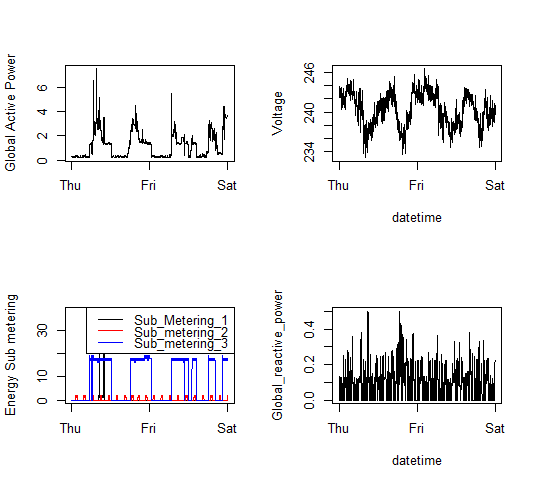 Global Active Power
0 2 4 6
Thu Fri Sat
Voltage
234 240 246
Thu Fri Sat
datetime
Energy Sub metering
0 10 30
Sub_Metering_1
Sub_metering_2
Sub_metering_3
Thu Fri Sat
Global_reactive_power
0.0 0.2 0.4
Thu Fri Sat
datetime